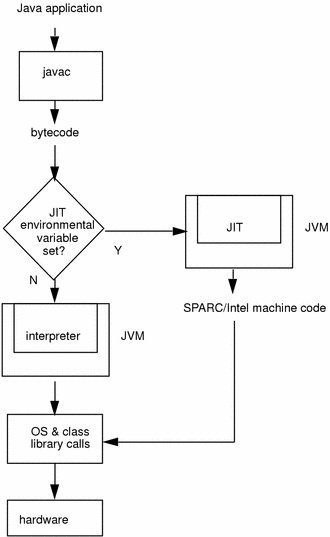 Java application
javac
bytecode
JIT
environmental
variable
set?
Y
N
JIT
JVM
SPARC/Intel machine code
interpreter
JVM
OS & class
library calls
hardware